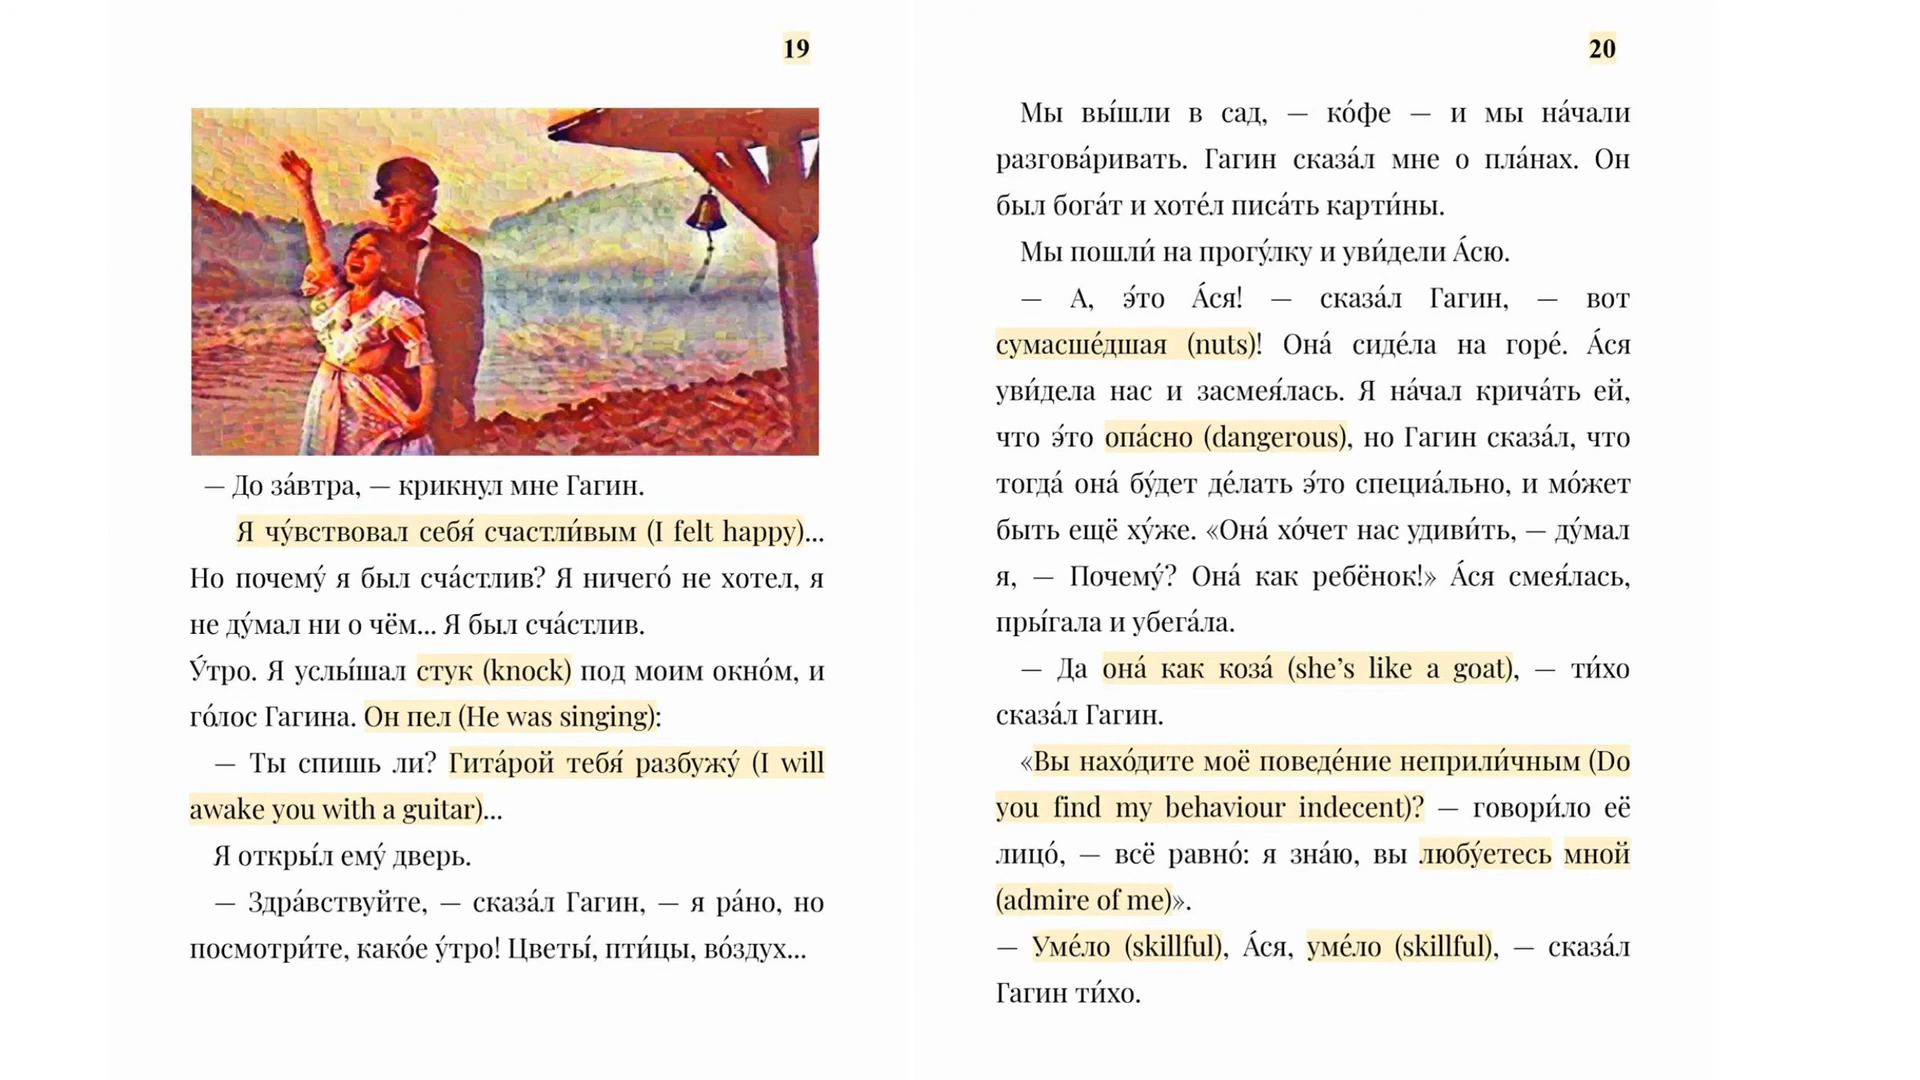 19
— До за́втра, — крикнул мне Гагин.
Я чу́вствовал себя́ счастли́вым (I felt happy)...
Но почему́ я был сча́стлив? Я ничего́ не хотел, я
не ду́мал ни о чём... Я был сча́стлив.
У́тро. Я услы́шал стук (knock) под моим окно́м, и
го́лос Гагина. Он пел (He was singing):
— Ты спишь ли? Гита́рой тебя́ разбужу́ (I will
awake you with a guitar)...
Я откры́л ему́ дверь.
— Здра́вствуйте, — сказа́л Гагин, — я ра́но, но
посмотри́те, како́е у́тро! Цветы́, пти́цы, во́здух...
20
Мы вы́шли в сад, — ко́фе — и мы на́чали
разгова́ривать. Гагин сказа́л мне о пла́нах. Он
был бога́т и хоте́л писа́ть карти́ны.
Мы пошли́ на прогу́лку и уви́дели А́сю.
— А, э́то А́ся! — сказа́л Гагин, — вот
сумасше́дшая (nuts)! Она́ сиде́ла на горе́. А́ся
уви́дела нас и засмея́лась. Я на́чал крича́ть ей,
что э́то опа́сно (dangerous), но Гагин сказа́л, что
тогда́ она́ бу́дет де́лать э́то специа́льно, и мо́жет
быть ещё ху́же. «Она́ хо́чет нас удиви́ть, — ду́мал
я, — Почему́? Она́ как ребёнок!» А́ся смея́лась,
пры́гала и убега́ла.
— Да она́ как коза́ (she’s like a goat), — ти́хо
сказа́л Гагин.
«Вы нахо́дите моё поведе́ние неприли́чным (Do
you find my behaviour indecent)? — говори́ло её
лицо́, — всё равно́: я зна́ю, вы любу́етесь мной
(admire of me)».
— Уме́ло (skillful), А́ся, уме́ло (skillful), — сказа́л
Гагин ти́хо.